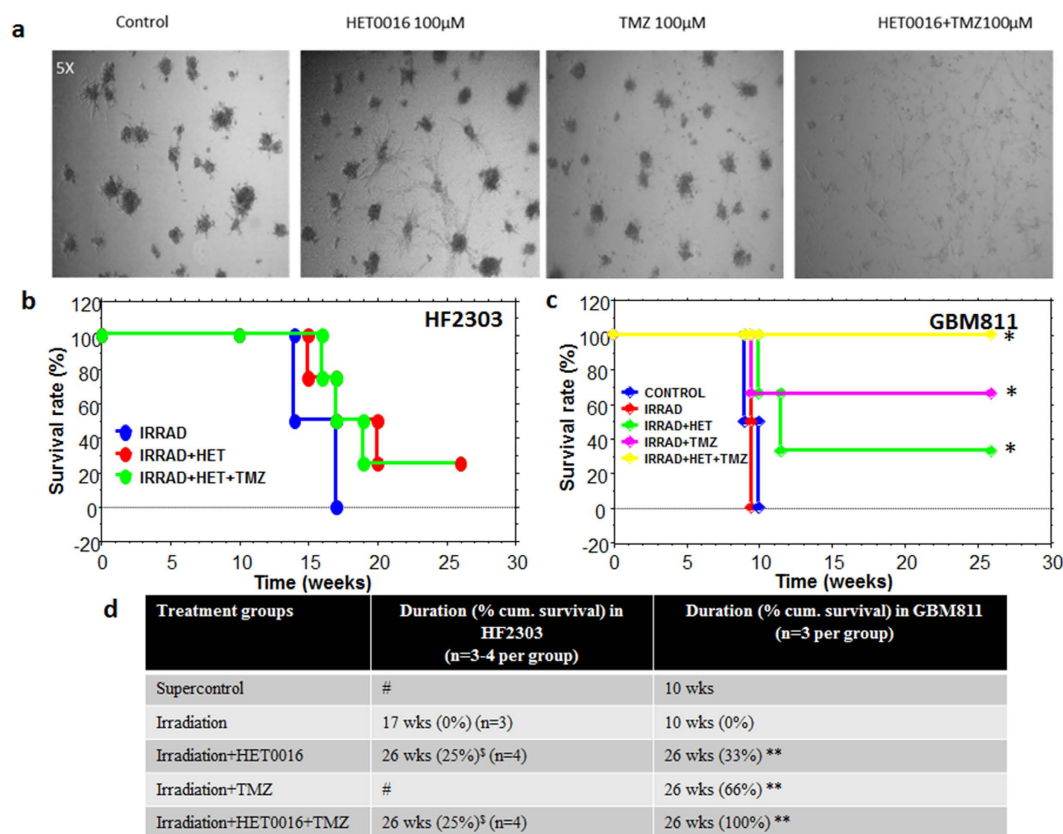 a
Control
HET0016 100µM
TMZ 100µM
HET0016+TMZ100µM
5X
b
HF2303
Survival rate (%)
120
100
80
60
40
20
0
-20
IRRAD
IRRAD+HET
IRRAD+HET+TMZ
0 5 10 15 20 25 30
Time (weeks)
c
GBM811
Survival rate (%)
120
100
80
60
40
20
0
-20
CONTROL
IRRAD
IRRAD+HET
IRRAD+TMZ
IRRAD+HET+TMZ
*
*
*
0 5 10 15 20 25 30
Time (weeks)
d
Treatment groups
Duration (% cum. survival) in
HF2303
(n=3-4 per group)
Duration (% cum. survival) in GBM811
(n=3 per group)
Supercontrol # 10 wks
Irradiation 17 wks (0%) (n=3) 10 wks (0%)
Irradiation+HET0016 26 wks (25%)$ (n=4) 26 wks (33%) **
Irradiation+TMZ # 26 wks (66%) **
Irradiation+HET0016+TMZ 26 wks (25%)$ (n=4) 26 wks (100%) **